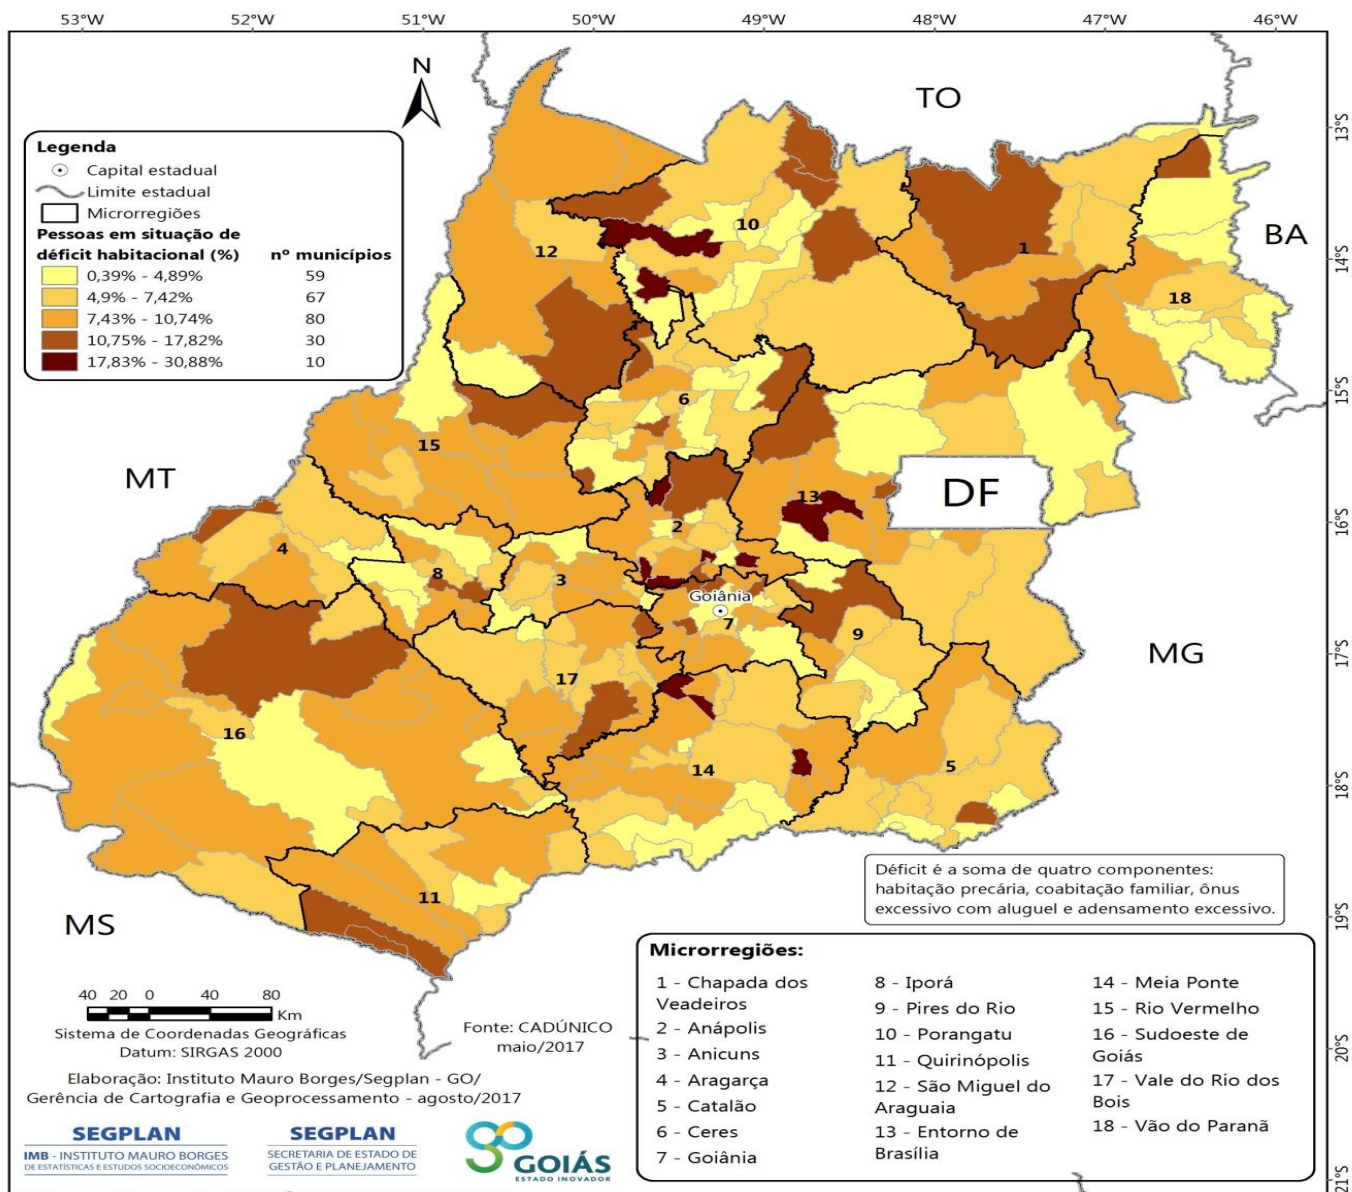 53°W 52°W 51°W 50°W 49°W 48°W 47°W 46°W
N
TO
13°S
Legenda
Capital estadual
Limite estadual
Microrregiões
Pessoas em situação de
déficit habitacional (%) nº municípios
0,39% - 4,89% 59
4,9% - 7,42% 67
7,43% - 10,74% 80
10,75% - 17,82% 30
17,83% - 30,88% 10
10
12
1
BA
14°S
18
6
15°S
15
MT
13
DF
2
16°S
4
8
3
Goiânia
7
9
MG
17°S
17
16
14
5
18°S
Déficit é a soma de quatro componentes:
habitação precária, coabitação familiar, ônus
excessivo com aluguel e adensamento excessivo.
11
MS
19°S
Microrregiões:
1 - Chapada dos
Veadeiros
2 - Anápolis
3 - Anicuns
4 - Aragarça
5 - Catalão
6 - Ceres
7 - Goiânia
8 - Iporá
9 - Pires do Rio
10 - Porangatu
11 - Quirinópolis
12 - São Miguel do
Araguaia
13 - Entorno de
Brasília
14 - Meia Ponte
15 - Rio Vermelho
16 - Sudoeste de
Goiás
17 - Vale do Rio dos
Bois
18 - Vão do Paranã
20°S
21°S
40 20 0 40 80
Km
Sistema de Coordenadas Geográficas
Datum: SIRGAS 2000
Fonte: CADÚNICO
maio/2017
Elaboração: Instituto Mauro Borges/Segplan - GO/
Gerência de Cartografia e Geoprocessamento - agosto/2017
SEGPLAN
IMB - INSTITUTO MAURO BORGES
DE ESTATÍSTICAS E ESTUDOS SOCIOECONÔMICOS
SEGPLAN
SECRETARIA DE ESTADO DE
GESTÃO E PLANEJAMENTO
GOIÁS
ESTADO INOVADOR